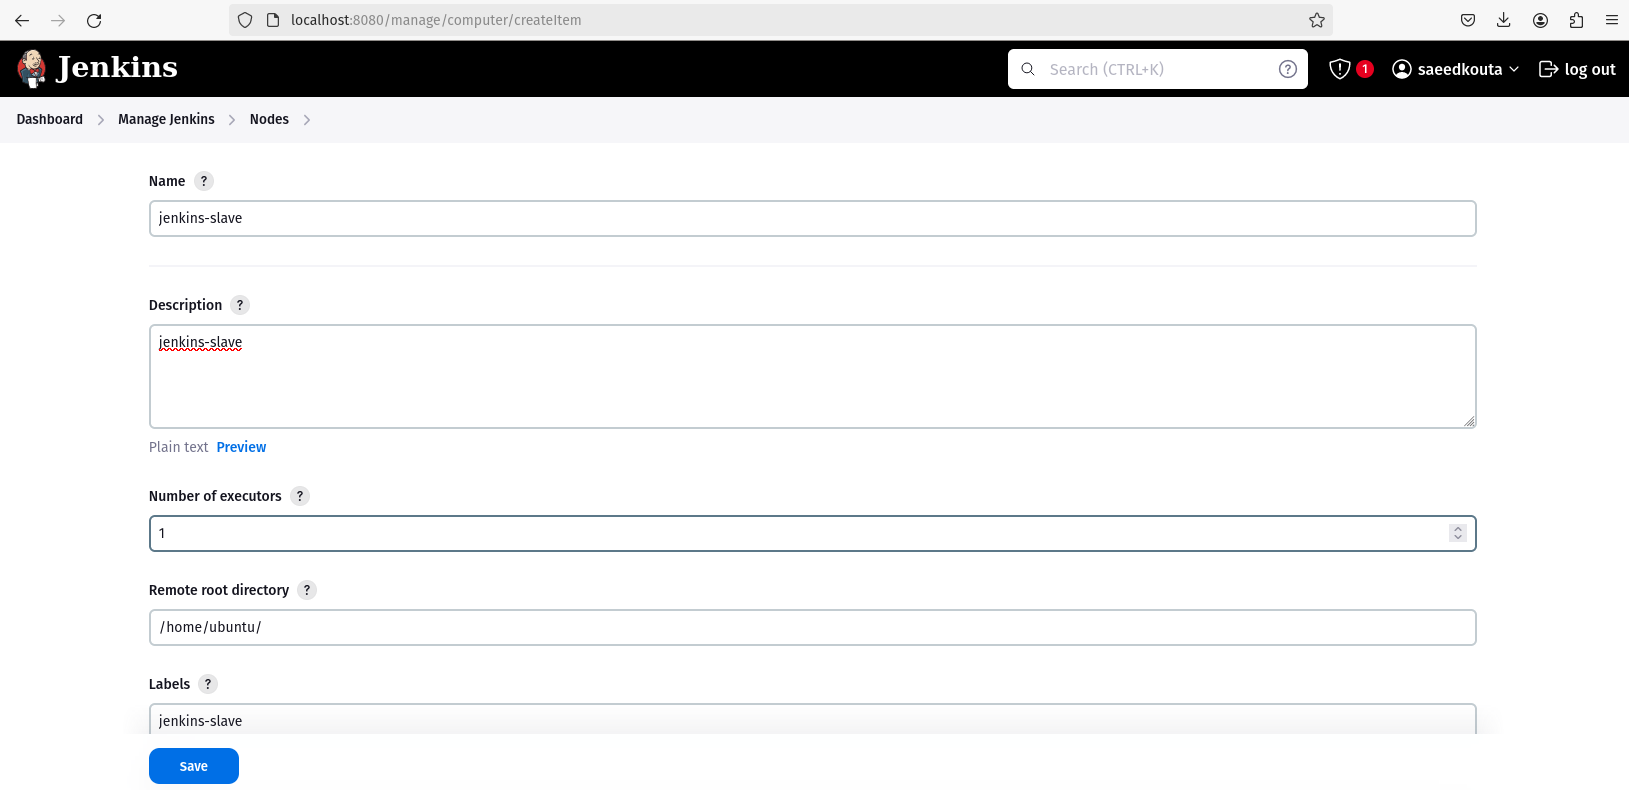 localhost:8080/manage/computer/createItem
Jenkins
Search (CTRL+K)
?
1
saeedkouta
log out
Dashboard > Manage Jenkins > Nodes >
Name ?
jenkins-slave
Description ?
jenkins-slave
Plain text Preview
Number of executors ?
1
Remote root directory ?
/home/ubuntu/
Labels ?
jenkins-slave
Save